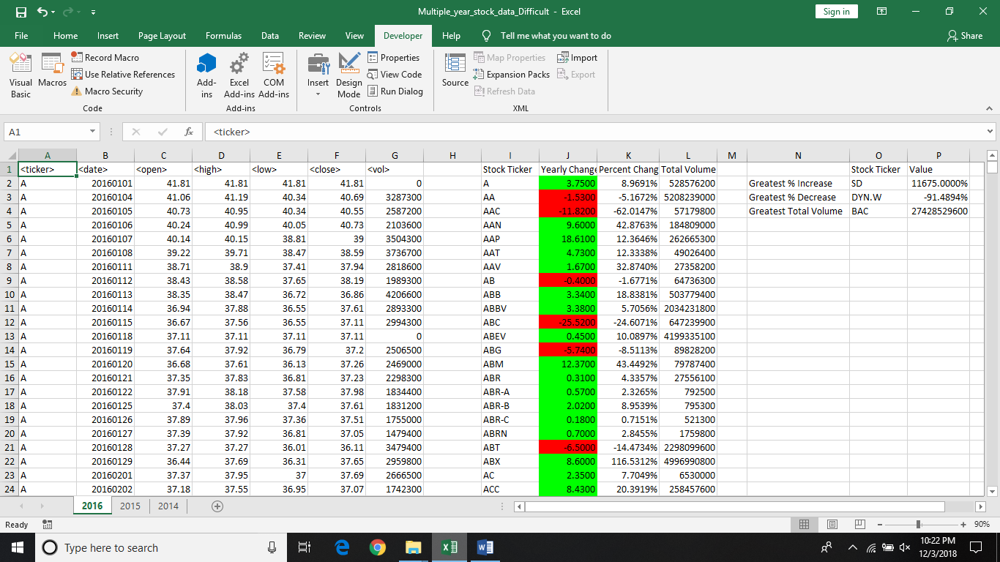 Multiple_year_stock_data_Difficult - Excel
Sign in
File Home Insert Page Layout Formulas Data Review View Developer Help Tell me what you want to do Share
Visual Basic
Macros
Record Macro
Use Relative References
Macro Security
Code
Add-ins
Excel Add-ins
COM Add-ins
Add-ins
Insert
Design Mode
Properties
View Code
Run Dialog
Controls
Source
Map Properties
Expansion Packs
Refresh Data
Import
Export
XML
A1 fx <ticker>
A B C D E F G H I J K L M N O P
1 <ticker> <date> <open> <high> <low> <close> <vol> Stock Ticker Yearly Change Percent Chang Total Volume Stock Ticker Value
2 A 20160101 41.81 41.81 41.81 41.81 0 A 3.7500 8.9691% 528576200 Greatest % Increase SD 11675.0000%
3 A 20160104 41.06 41.19 40.34 40.69 3287300 AA -1.5300 -5.1672% 5208239000 Greatest % Decrease DYN.W -91.4894%
4 A 20160105 40.73 40.95 40.34 40.55 2587200 AAC -11.8200 -62.0147% 57179800 Greatest Total Volume BAC 27428529600
5 A 20160106 40.24 40.99 40.05 40.73 2103600 AAN 9.6000 42.8763% 184809000
6 A 20160107 40.14 40.15 38.81 39 3504300 AAP 18.6100 12.3646% 262665300
7 A 20160108 39.22 39.71 38.47 38.59 3736700 AAT 4.7300 12.3338% 49026400
8 A 20160111 38.71 38.9 37.41 37.94 2818600 AAV 1.6700 32.8740% 27358200
9 A 20160112 38.43 38.58 37.65 38.19 1989300 AB -0.4000 -1.6771% 64736300
10 A 20160113 38.35 38.47 36.72 36.86 4206600 ABB 3.3400 18.8381% 503779400
11 A 20160114 36.94 37.88 36.55 37.61 2893300 ABBV 3.3800 5.7056% 2034231800
12 A 20160115 36.67 37.56 36.55 37.11 2994300 ABC -25.5200 -24.6071% 647239900
13 A 20160118 37.11 37.11 37.11 37.11 0 ABEV 0.4500 10.0897% 4199335100
14 A 20160119 37.64 37.92 36.79 37.2 2506500 ABG -5.7400 -8.5113% 89828200
15 A 20160120 36.68 37.61 36.13 37.26 2469000 ABM 12.3700 43.4492% 79787400
16 A 20160121 37.35 37.83 36.81 37.23 2298300 ABR 0.3100 4.3357% 27556100
17 A 20160122 37.91 38.18 37.58 37.98 1834400 ABR-A 0.5700 2.3265% 792500
18 A 20160125 37.4 38.03 37.4 37.61 1831200 ABR-B 2.0200 8.9539% 795300
19 A 20160126 37.89 37.96 37.36 37.51 1755000 ABR-C 0.1800 0.7151% 521300
20 A 20160127 37.39 37.92 36.81 37.05 1479400 ABRN 0.7000 2.8455% 1759800
21 A 20160128 37.27 37.27 36.01 36.11 3479400 ABT -6.5000 -14.4734% 2298099600
22 A 20160129 36.44 37.69 36.31 37.65 2959800 ABX 8.6000 116.5312% 4996990800
23 A 20160201 37.37 37.95 37 37.69 2666500 AC 2.3500 7.7049% 6530000
24 A 20160202 37.18 37.55 36.95 37.07 1742300 ACC 8.4300 20.3919% 258457600
2016 2015 2014
Ready 90%
Type here to search
10:22 PM
12/3/2018